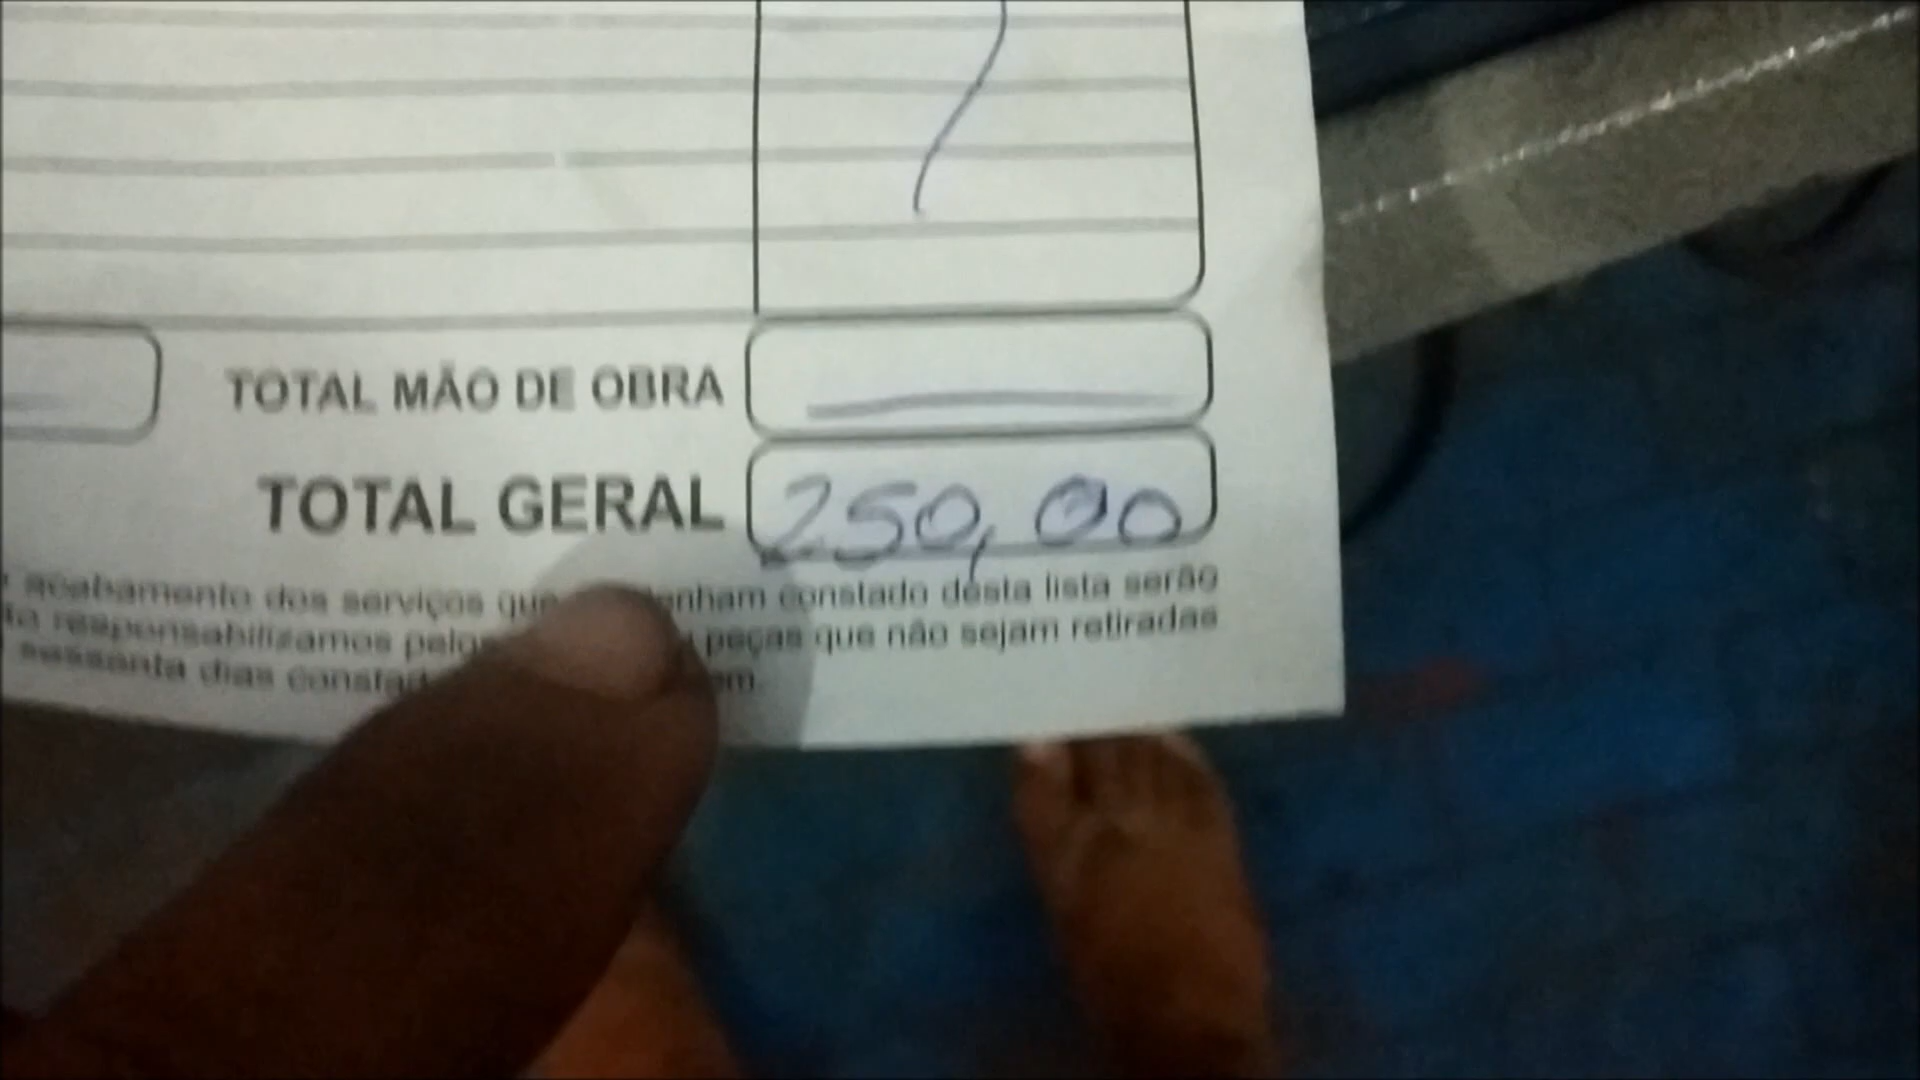 TOTAL MÃO DE OBRA
TOTAL GERAL 250,00
acabamento dos serviços que tenham constado desta lista serão
responsabilizamos pelos peças que não sejam retiradas
sessenta dias